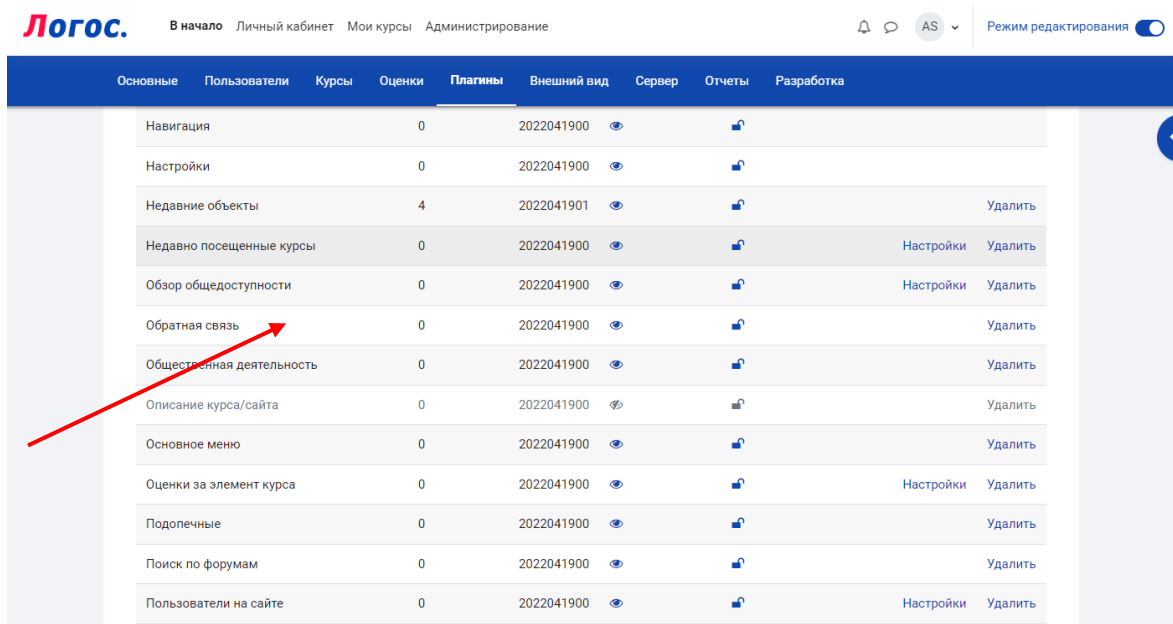 Логос. В начало Личный кабинет Мои курсы Администрирование AS Режим редактирования
Основные Пользователи Курсы Оценки Плагины Внешний вид Сервер Отчеты Разработка
Навигация 0 2022041900
Настройки 0 2022041900
Недавние объекты 4 2022041901 Удалить
Недавно посещенные курсы 0 2022041900 Настройки Удалить
Обзор общедоступности 0 2022041900 Настройки Удалить
Обратная связь 0 2022041900 Удалить
Общественная деятельность 0 2022041900 Удалить
Описание курса/сайта 0 2022041900 Удалить
Основное меню 0 2022041900 Удалить
Оценки за элемент курса 0 2022041900 Настройки Удалить
Подопечные 0 2022041900 Удалить
Поиск по форумам 0 2022041900 Удалить
Пользователи на сайте 0 2022041900 Настройки Удалить